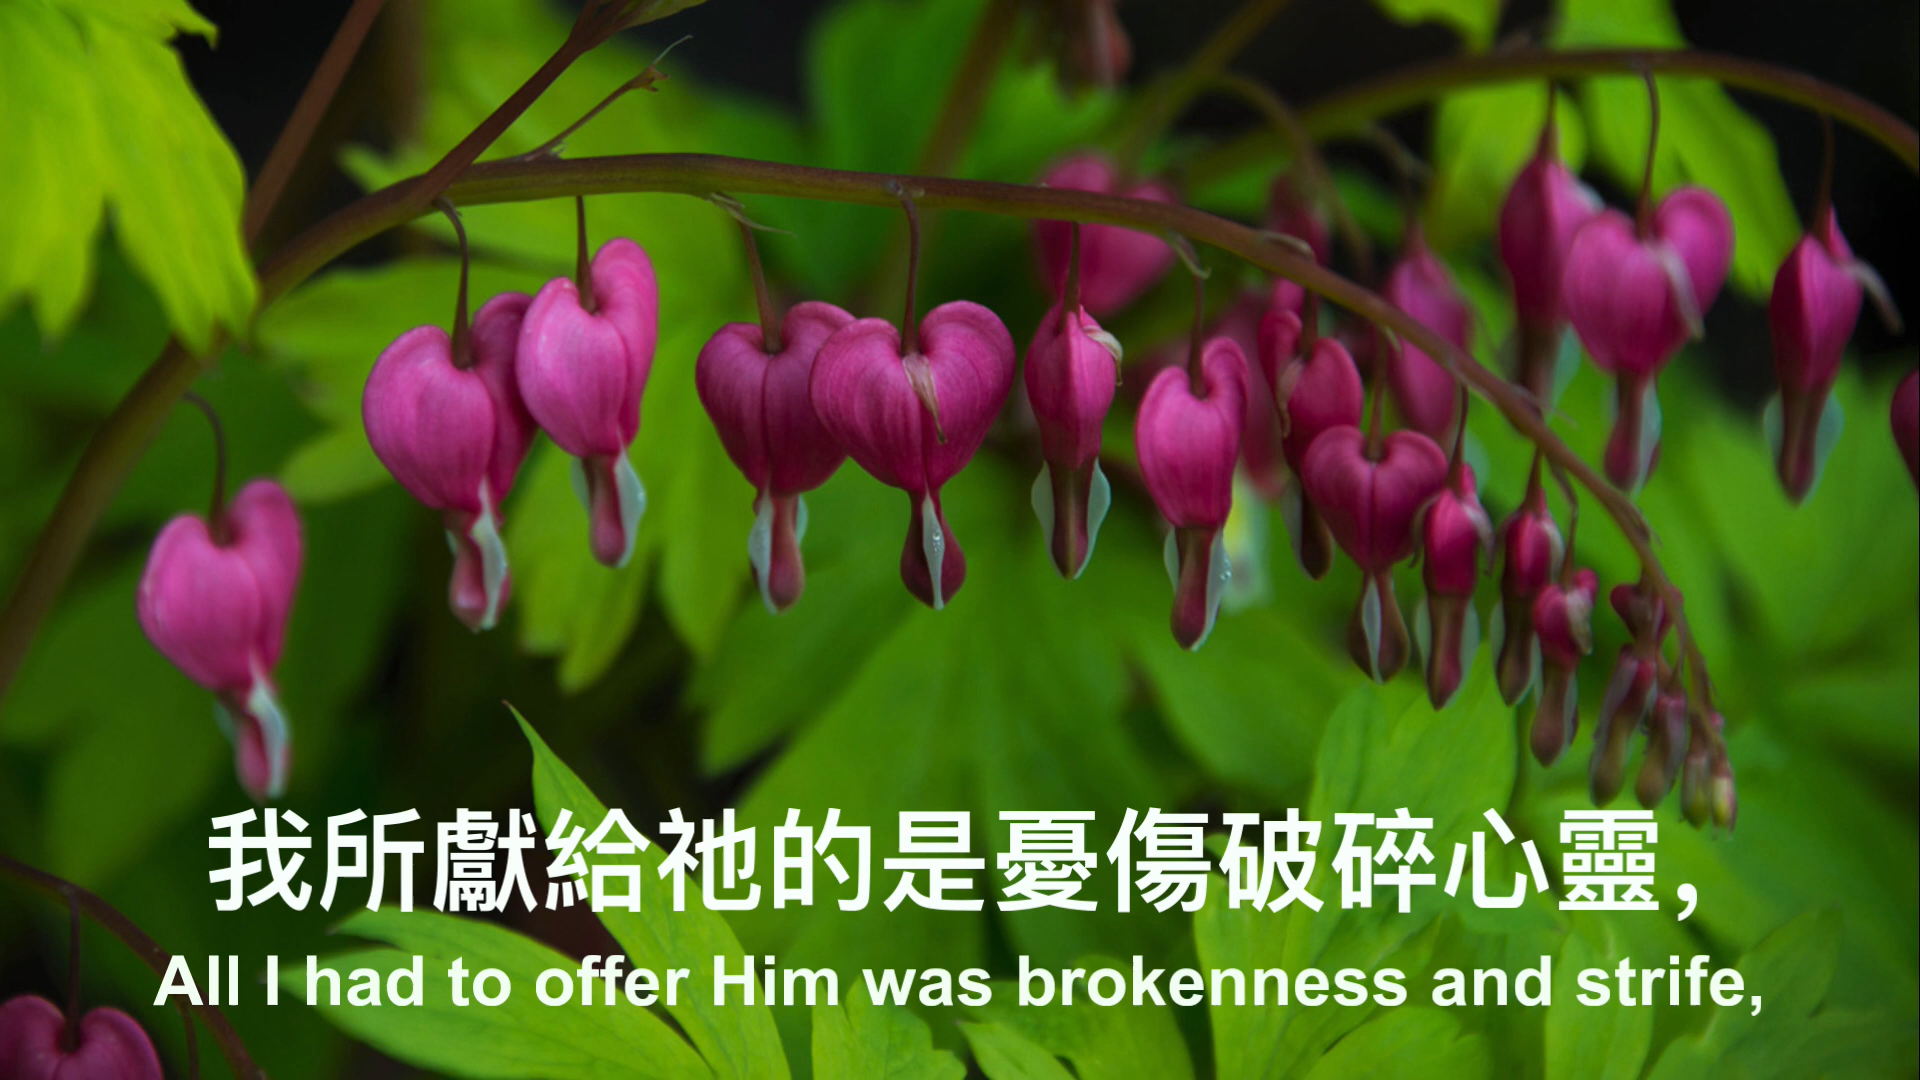 我所獻給祂的是憂傷破碎心靈,
All I had to offer Him was brokenness and strife,